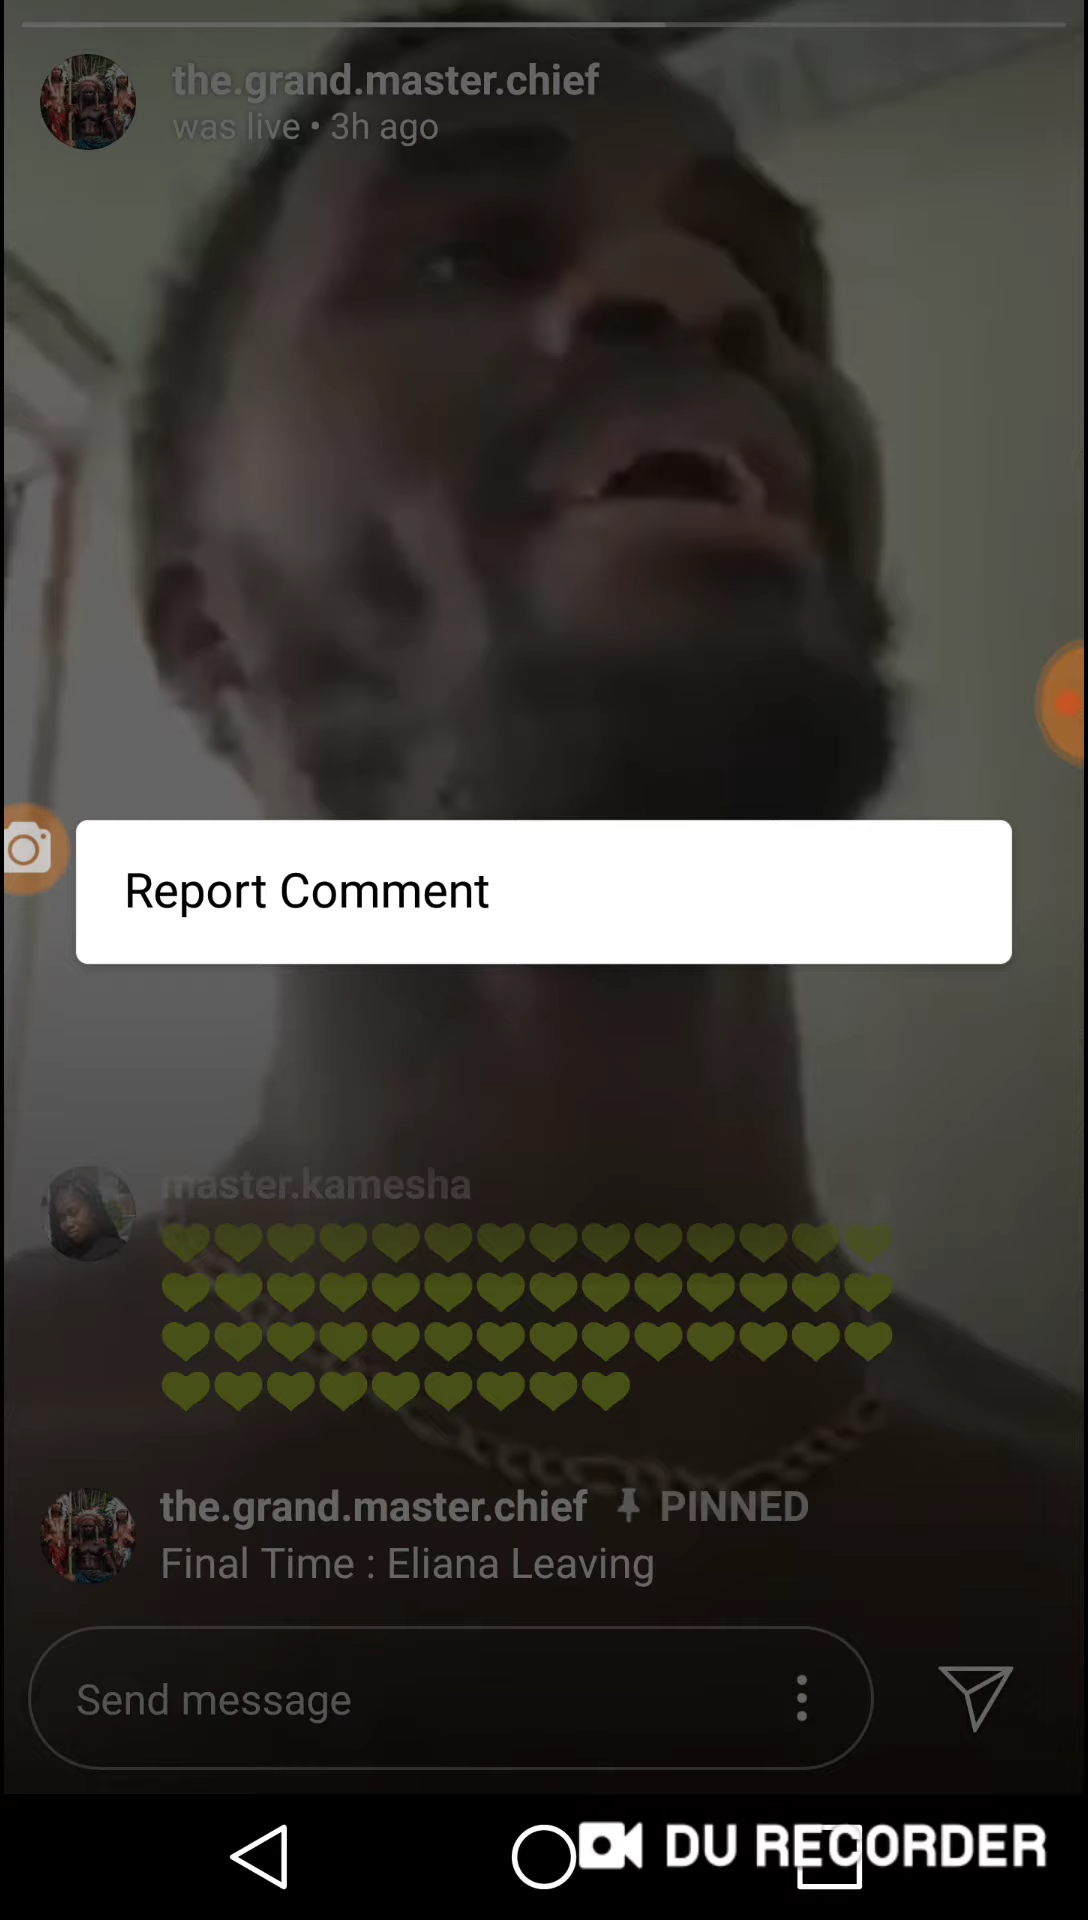 the.grand.master.chief
was live • 3h ago
Report Comment
master.kamesha
the.grand.master.chief PINNED
Final Time : Eliana Leaving
Send message
DU RECORDER